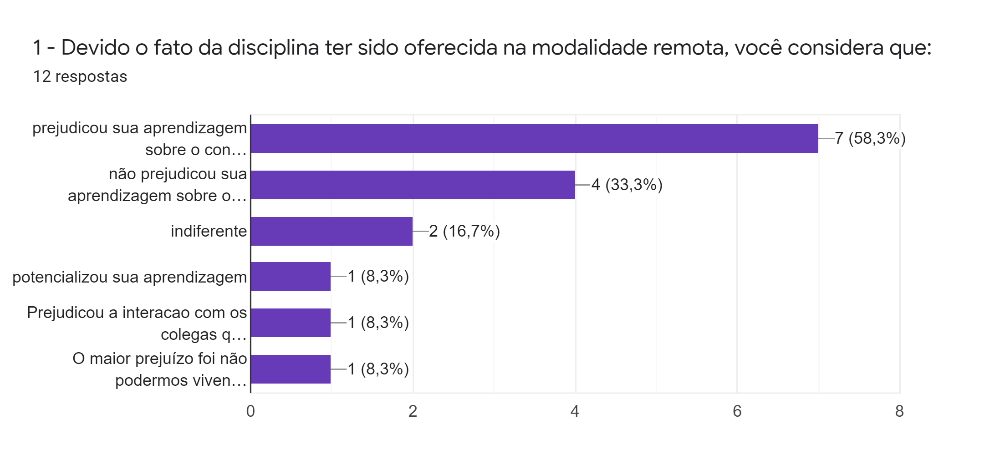 1 - Devido o fato da disciplina ter sido oferecida na modalidade remota, você considera que:
12 respostas
prejudicou sua aprendizagem
sobre o con…
7 (58,3%)
não prejudicou sua
aprendizagem sobre o…
4 (33,3%)
indiferente
2 (16,7%)
potencializou sua aprendizagem
1 (8,3%)
Prejudicou a interacao com os
colegas q…
1 (8,3%)
O maior prejuízo foi não
podermos viven…
1 (8,3%)
0 2 4 6 8